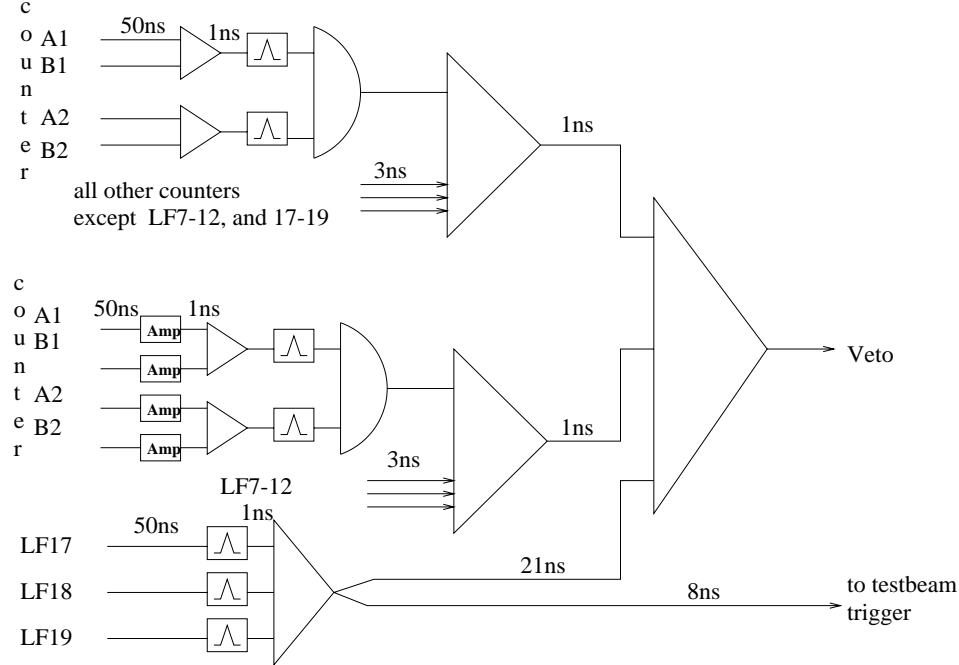 counter
50ns
1ns
A1
B1
A2
B2
3ns
1ns
all other counters
except LF7-12, and 17-19
counter
50ns
1ns
A1
Amp
B1
Amp
A2
Amp
B2
Amp
Veto
3ns
1ns
LF7-12
50ns
1ns
LF17
21ns
LF18
8ns
to testbeam
trigger
LF19